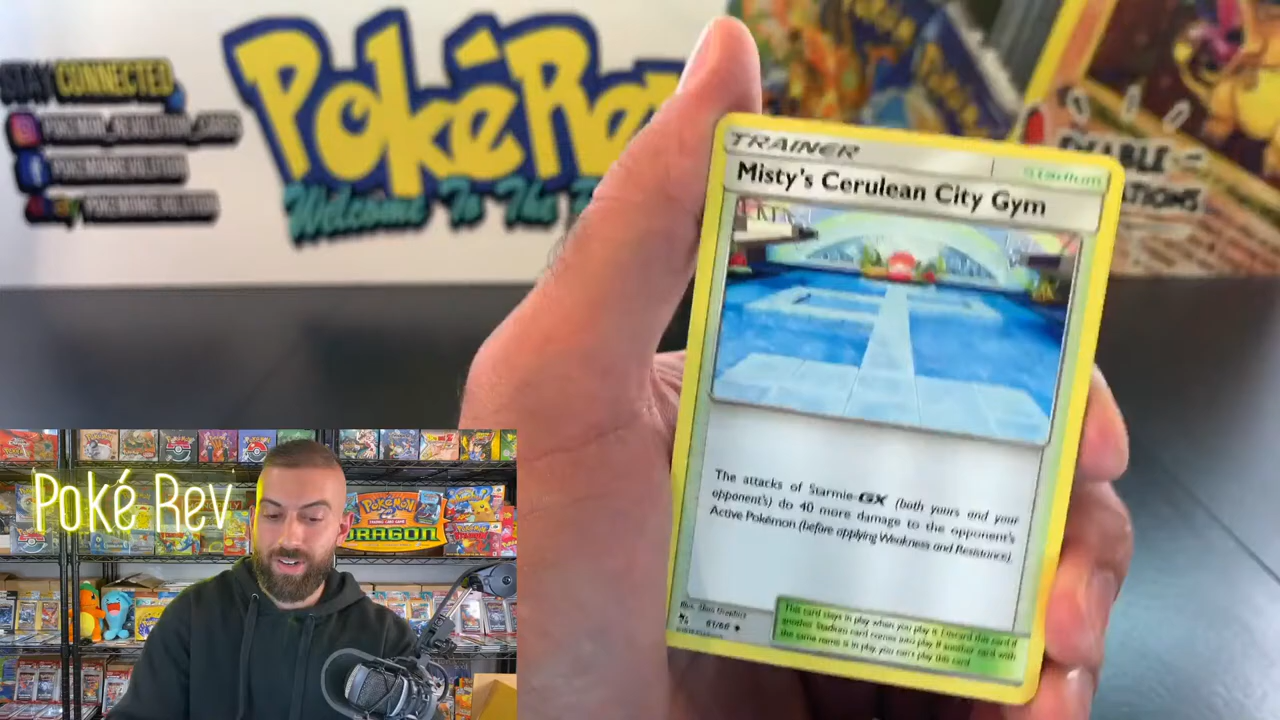 STAY CONNECTED
PokéRev
Welcome To The
TRAINER
Stadium
Misty's Cerulean City Gym
The attacks of Starmie-GX (both yours and your
opponent's) do 40 more damage to the opponent's
Active Pokémon (before applying Weakness and Resistance).
This card stays in play when you play it. Discard this card if
another Stadium card comes into play. If another card with
the same name is in play, you can't play this card.
61/68
Poké Rev
POKÉMON
DRAGON